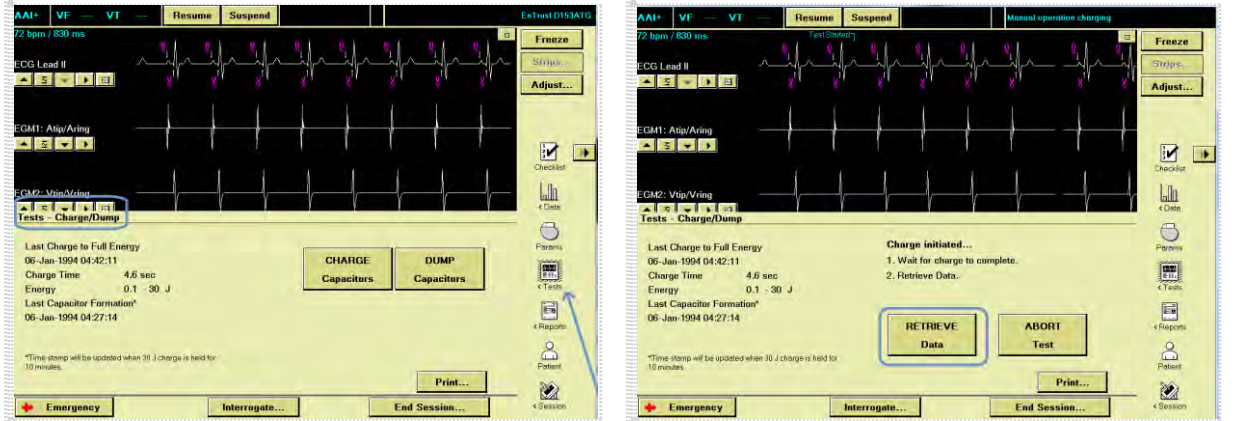 AAI+ VF — VT — Resume Suspend EnTrust D153ATG
72 bpm / 830 ms
Freeze
ECG Lead II
Strips...
Adjust...
EGM1: Atip/Aring
Checklist
EGM2: Vtip/Vring
< Data
Tests - Charge/Dump
Params
Last Charge to Full Energy
06-Jan-1994 04:42:11
Charge Time 4.6 sec
Energy 0.1 - 30 J
Last Capacitor Formation*
06-Jan-1994 04:27:14
CHARGE
Capacitors
DUMP
Capacitors
< Tests
< Reports
*Time stamp will be updated when 30 J charge is held for
10 minutes.
Patient
Print...
Emergency
Interrogate...
End Session...
< Session
AAI+ VF — VT — Resume Suspend Manual operation charging
72 bpm / 830 ms
Test Started
Freeze
ECG Lead II
Strips...
Adjust...
EGM1: Atip/Aring
Checklist
EGM2: Vtip/Vring
< Data
Tests - Charge/Dump
Params
Last Charge to Full Energy
06-Jan-1994 04:42:11
Charge Time 4.6 sec
Energy 0.1 - 30 J
Last Capacitor Formation*
06-Jan-1994 04:27:14
Charge initiated...
1. Wait for charge to complete.
2. Retrieve Data.
< Tests
RETRIEVE
Data
ABORT
Test
< Reports
*Time stamp will be updated when 30 J charge is held for
10 minutes.
Patient
Print...
Emergency
Interrogate...
End Session...
< Session